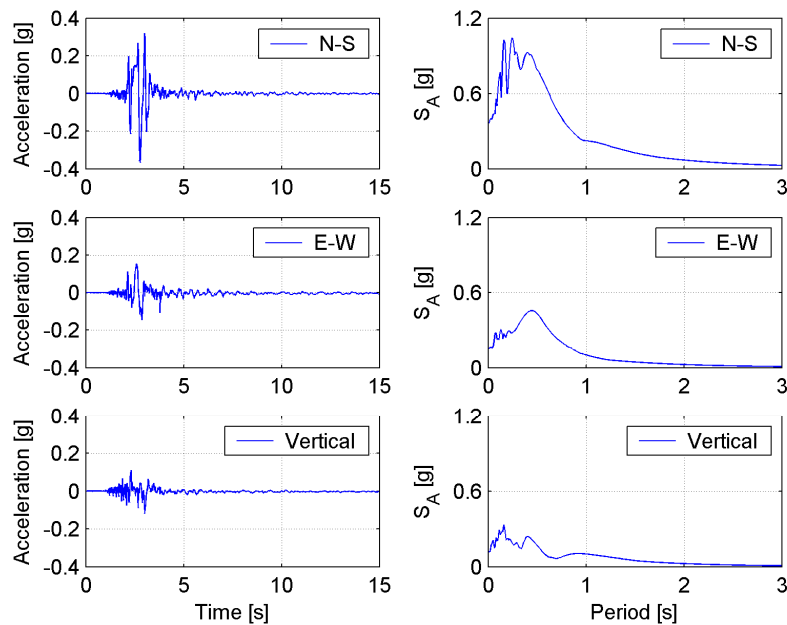 0.4
0.2
0
-0.2
-0.4
Acceleration [g]
N-S
0 5 10 15
1.2
0.6
0
S_A [g]
N-S
0 1 2 3
0.4
0.2
0
-0.2
-0.4
Acceleration [g]
E-W
0 5 10 15
1.2
0.6
0
S_A [g]
E-W
0 1 2 3
0.4
0.2
0
-0.2
-0.4
Acceleration [g]
Vertical
0 5 10 15
Time [s]
1.2
0.6
0
S_A [g]
Vertical
0 1 2 3
Period [s]